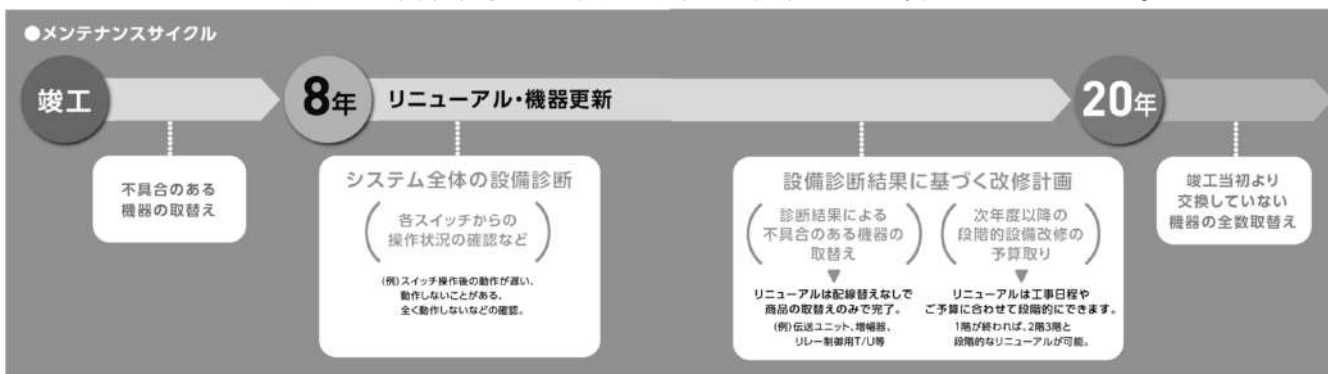 ●メンテナンスサイクル
竣工
8年
リニューアル・機器更新
20年
不具合のある
機器の取替え
システム全体の設備診断
各スイッチからの
操作状況の確認など
(例)スイッチ操作後の動作が遅い、
動作しないことがある、
全く動作しないなどの確認。
設備診断結果に基づく改修計画
診断結果による
不具合のある機器の
取替え
リニューアルは配線替えなしで
商品の取替えのみで完了。
(例)伝送ユニット、増幅器、
リレー制御用T/U等
次年度以降の
段階的設備改修の
予算取り
リニューアルは工事日程や
ご予算に合わせて段階的にできます。
1階が終われば、2階3階と
段階的なリニューアルが可能。
竣工当初より
交換していない
機器の全数取替え